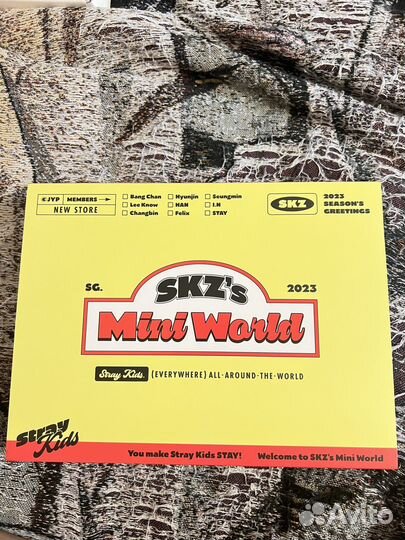 JYP MEMBERS
NEW STORE
Bang Chan Hyunjin Seungmin
Lee Know HAN I.N
Changbin Felix STAY
SKZ
2023
SEASON'S
GREETINGS
SG.
SKZ's
2023
Mini World
Stray Kids. (EVERYWHERE) ALL-AROUND-THE-WORLD
Stray
Kids
You make Stray Kids STAY! Welcome to SKZ's Mini World
Avito